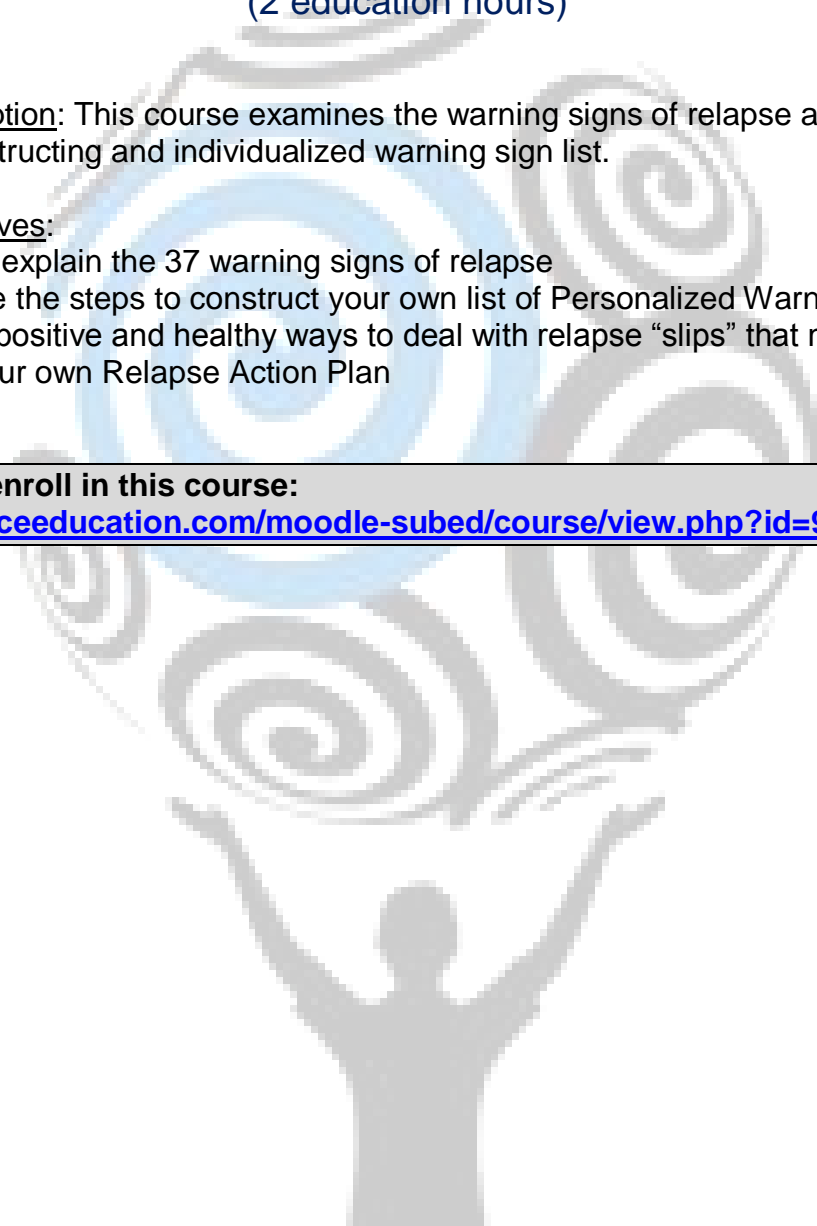 (2 education hours)
ption: This course examines the warning signs of relapse a
tructing and individualized warning sign list.
ves:
explain the 37 warning signs of relapse
e the steps to construct your own list of Personalized Warn
positive and healthy ways to deal with relapse “slips” that
ur own Relapse Action Plan
enroll in this course:
ceeducation.com/moodle-subed/course/view.php?id=9